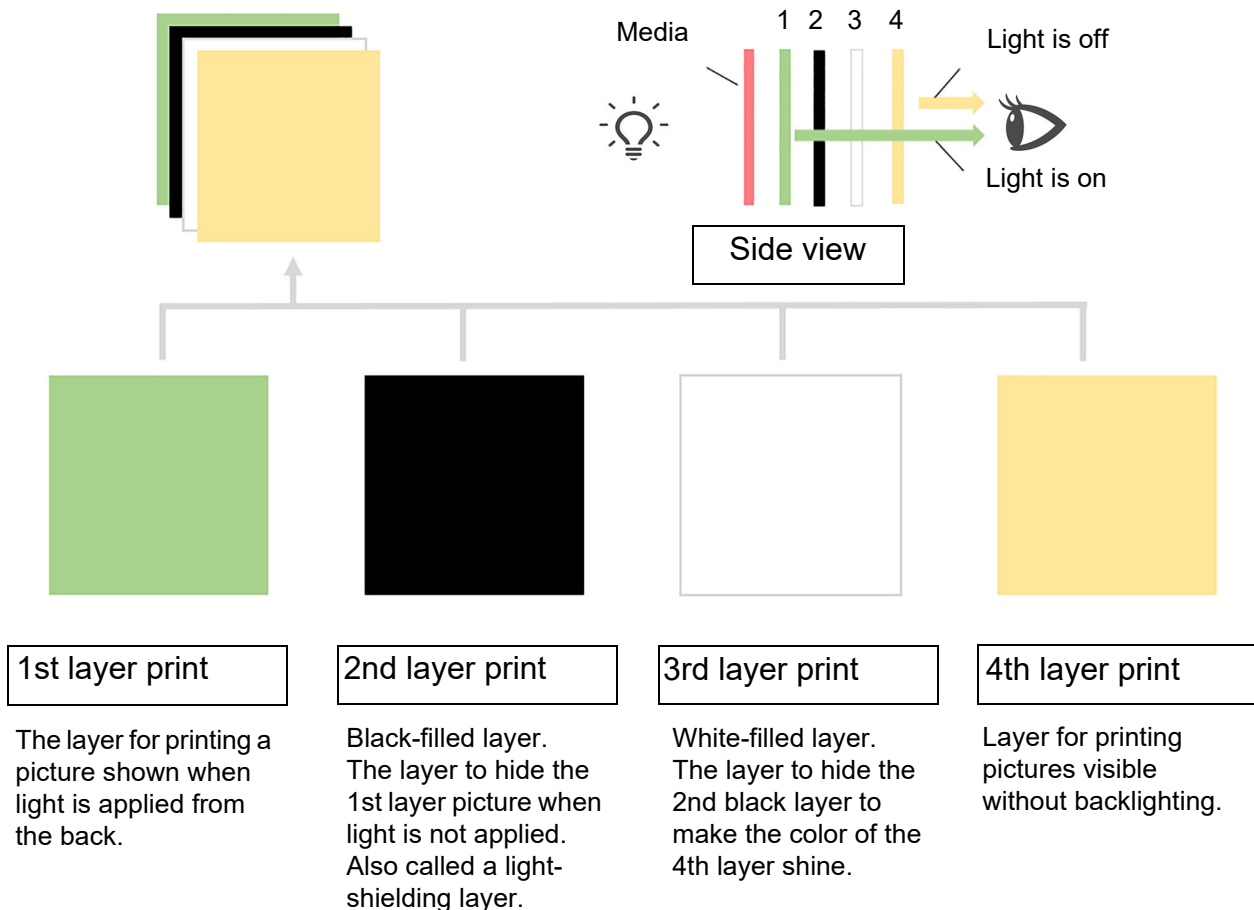 Media
1 2 3 4
Light is off
Light is on
Side view
1st layer print
The layer for printing a
picture shown when
light is applied from
the back.
2nd layer print
Black-filled layer.
The layer to hide the
1st layer picture when
light is not applied.
Also called a light-
shielding layer.
3rd layer print
White-filled layer.
The layer to hide the
2nd black layer to
make the color of the
4th layer shine.
4th layer print
Layer for printing
pictures visible
without backlighting.